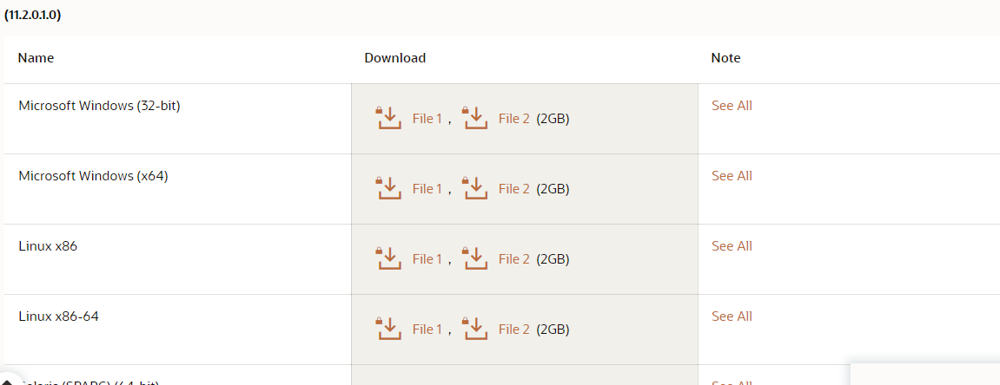 (11.2.0.1.0)
Name Download Note
Microsoft Windows (32-bit) File 1 , File 2 (2GB) See All
Microsoft Windows (x64) File 1 , File 2 (2GB) See All
Linux x86 File 1 , File 2 (2GB) See All
Linux x86-64 File 1 , File 2 (2GB) See All
Solaris (SPARC) (64-bit) See All